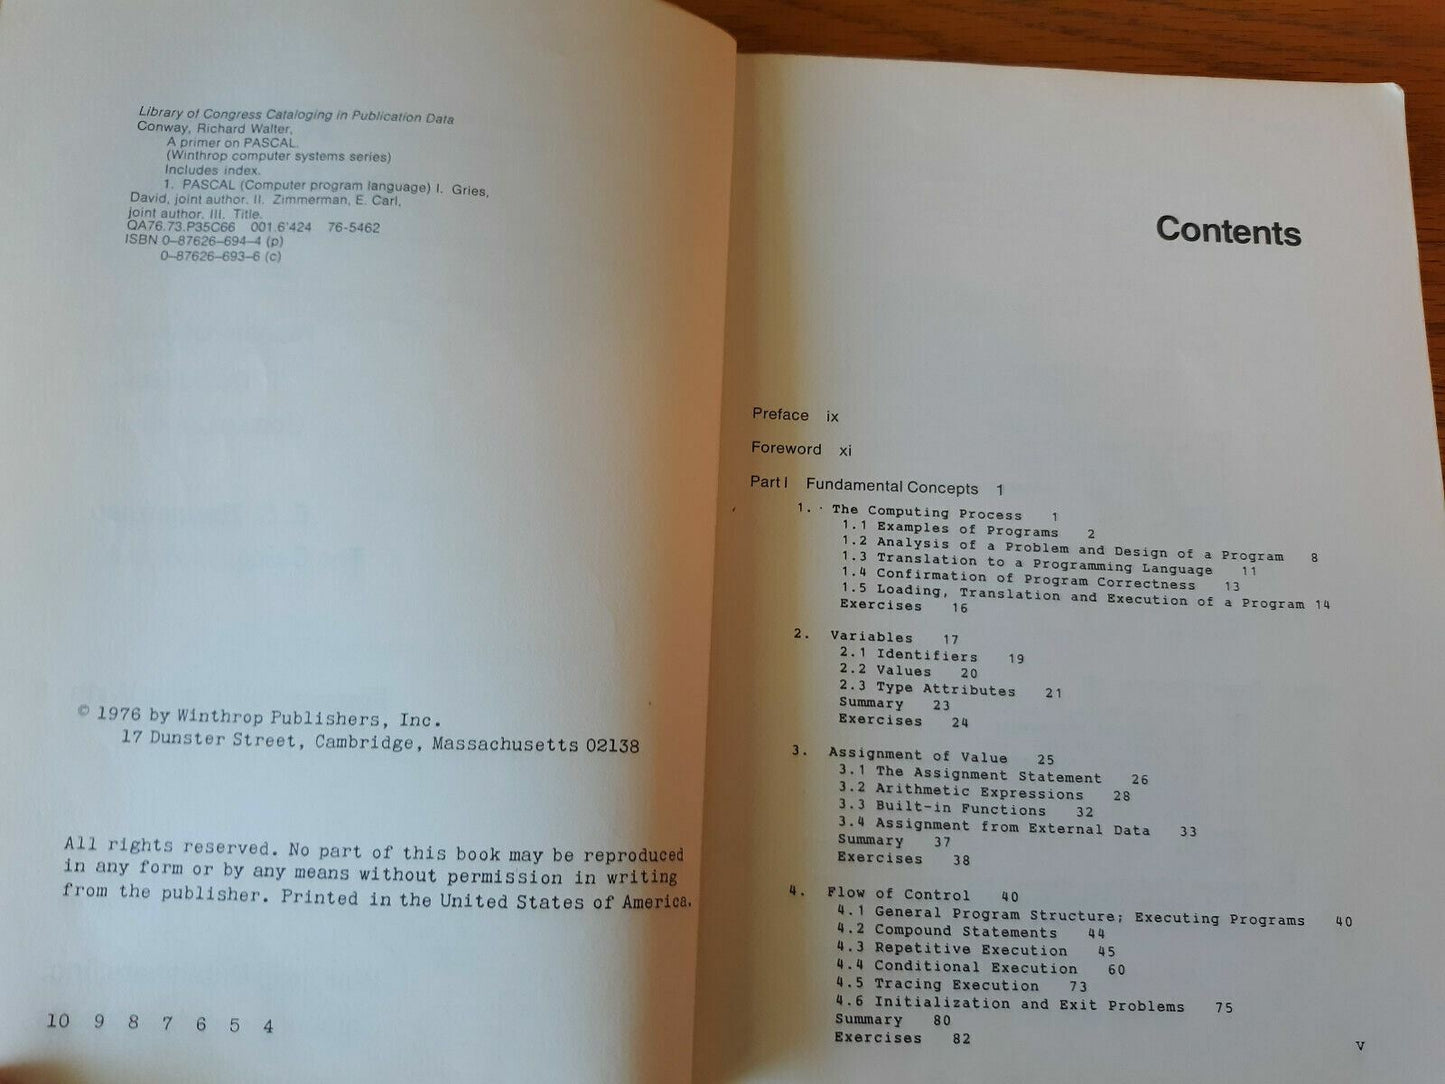 Library of Congress Cataloging in Publication Data
Conway, Richard Walter,
A primer on PASCAL.
(Winthrop computer systems series)
Includes index.
1. PASCAL (Computer program language) I. Gries,
David, joint author. II. Zimmerman, E. Carl,
joint author. III. Title.
QA76.73.P35C66 001.6'424 76-5462
ISBN 0-87626-694-4 (p)
0-87626-693-6 (c)
© 1976 by Winthrop Publishers, Inc.
17 Dunster Street, Cambridge, Massachusetts 02138
All rights reserved. No part of this book may be reproduced
in any form or by any means without permission in writing
from the publisher. Printed in the United States of America.
10 9 8 7 6 5 4
Contents
Preface ix
Foreword xi
Part I Fundamental Concepts 1
1. The Computing Process 1
1.1 Examples of Programs 2
1.2 Analysis of a Problem and Design of a Program 8
1.3 Translation to a Programming Language 11
1.4 Confirmation of Program Correctness 13
1.5 Loading, Translation and Execution of a Program 14
Exercises 16
2. Variables 17
2.1 Identifiers 19
2.2 Values 20
2.3 Type Attributes 21
Summary 23
Exercises 24
3. Assignment of Value 25
3.1 The Assignment Statement 26
3.2 Arithmetic Expressions 28
3.3 Built-in Functions 32
3.4 Assignment from External Data 33
Summary 37
Exercises 38
4. Flow of Control 40
4.1 General Program Structure; Executing Programs 40
4.2 Compound Statements 44
4.3 Repetitive Execution 45
4.4 Conditional Execution 60
4.5 Tracing Execution 73
4.6 Initialization and Exit Problems 75
Summary 80
Exercises 82
v